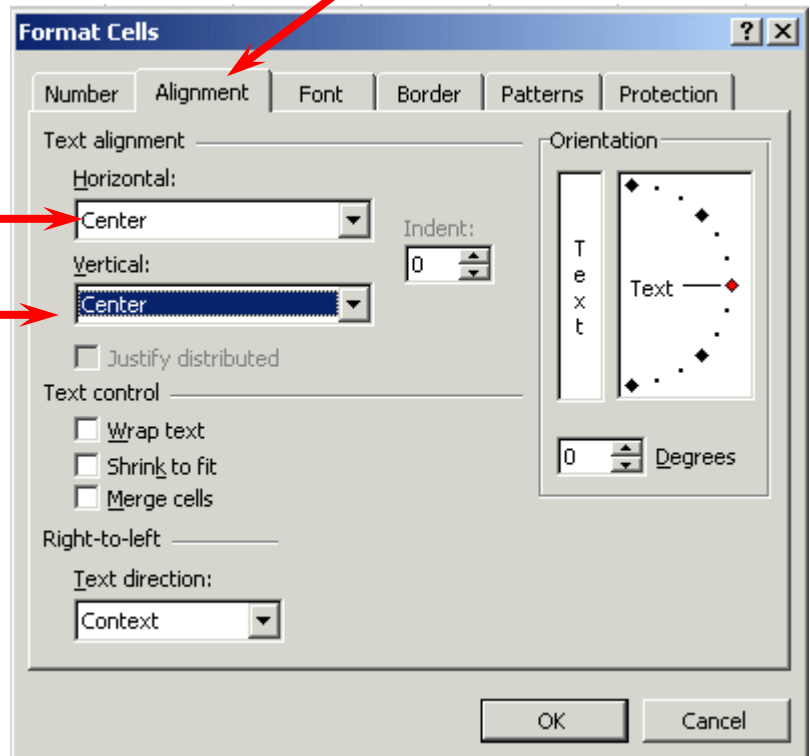 Format Cells
Number Alignment Font Border Patterns Protection
Text alignment
Horizontal:
Center
Indent:
0
Vertical:
Center
Justify distributed
Text control
Wrap text
Shrink to fit
Merge cells
Right-to-left
Text direction:
Context
Orientation
T
e
x
t
Text
0 Degrees
OK Cancel